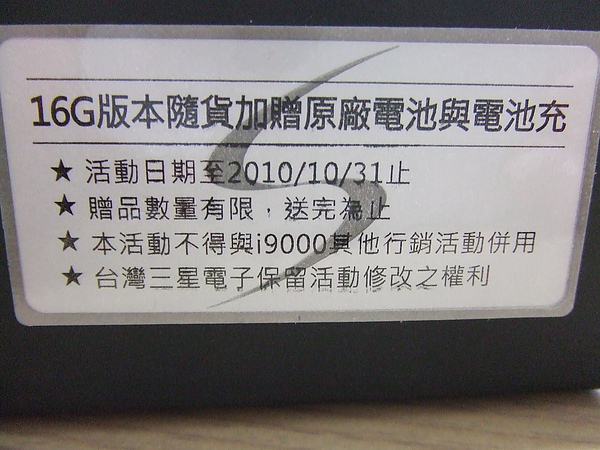 16G版本隨貨加贈原廠電池與電池充
★ 活動日期至2010/10/31止
★ 贈品數量有限，送完為止
★ 本活動不得與i9000其他行銷活動併用
★ 台灣三星電子保留活動修改之權利